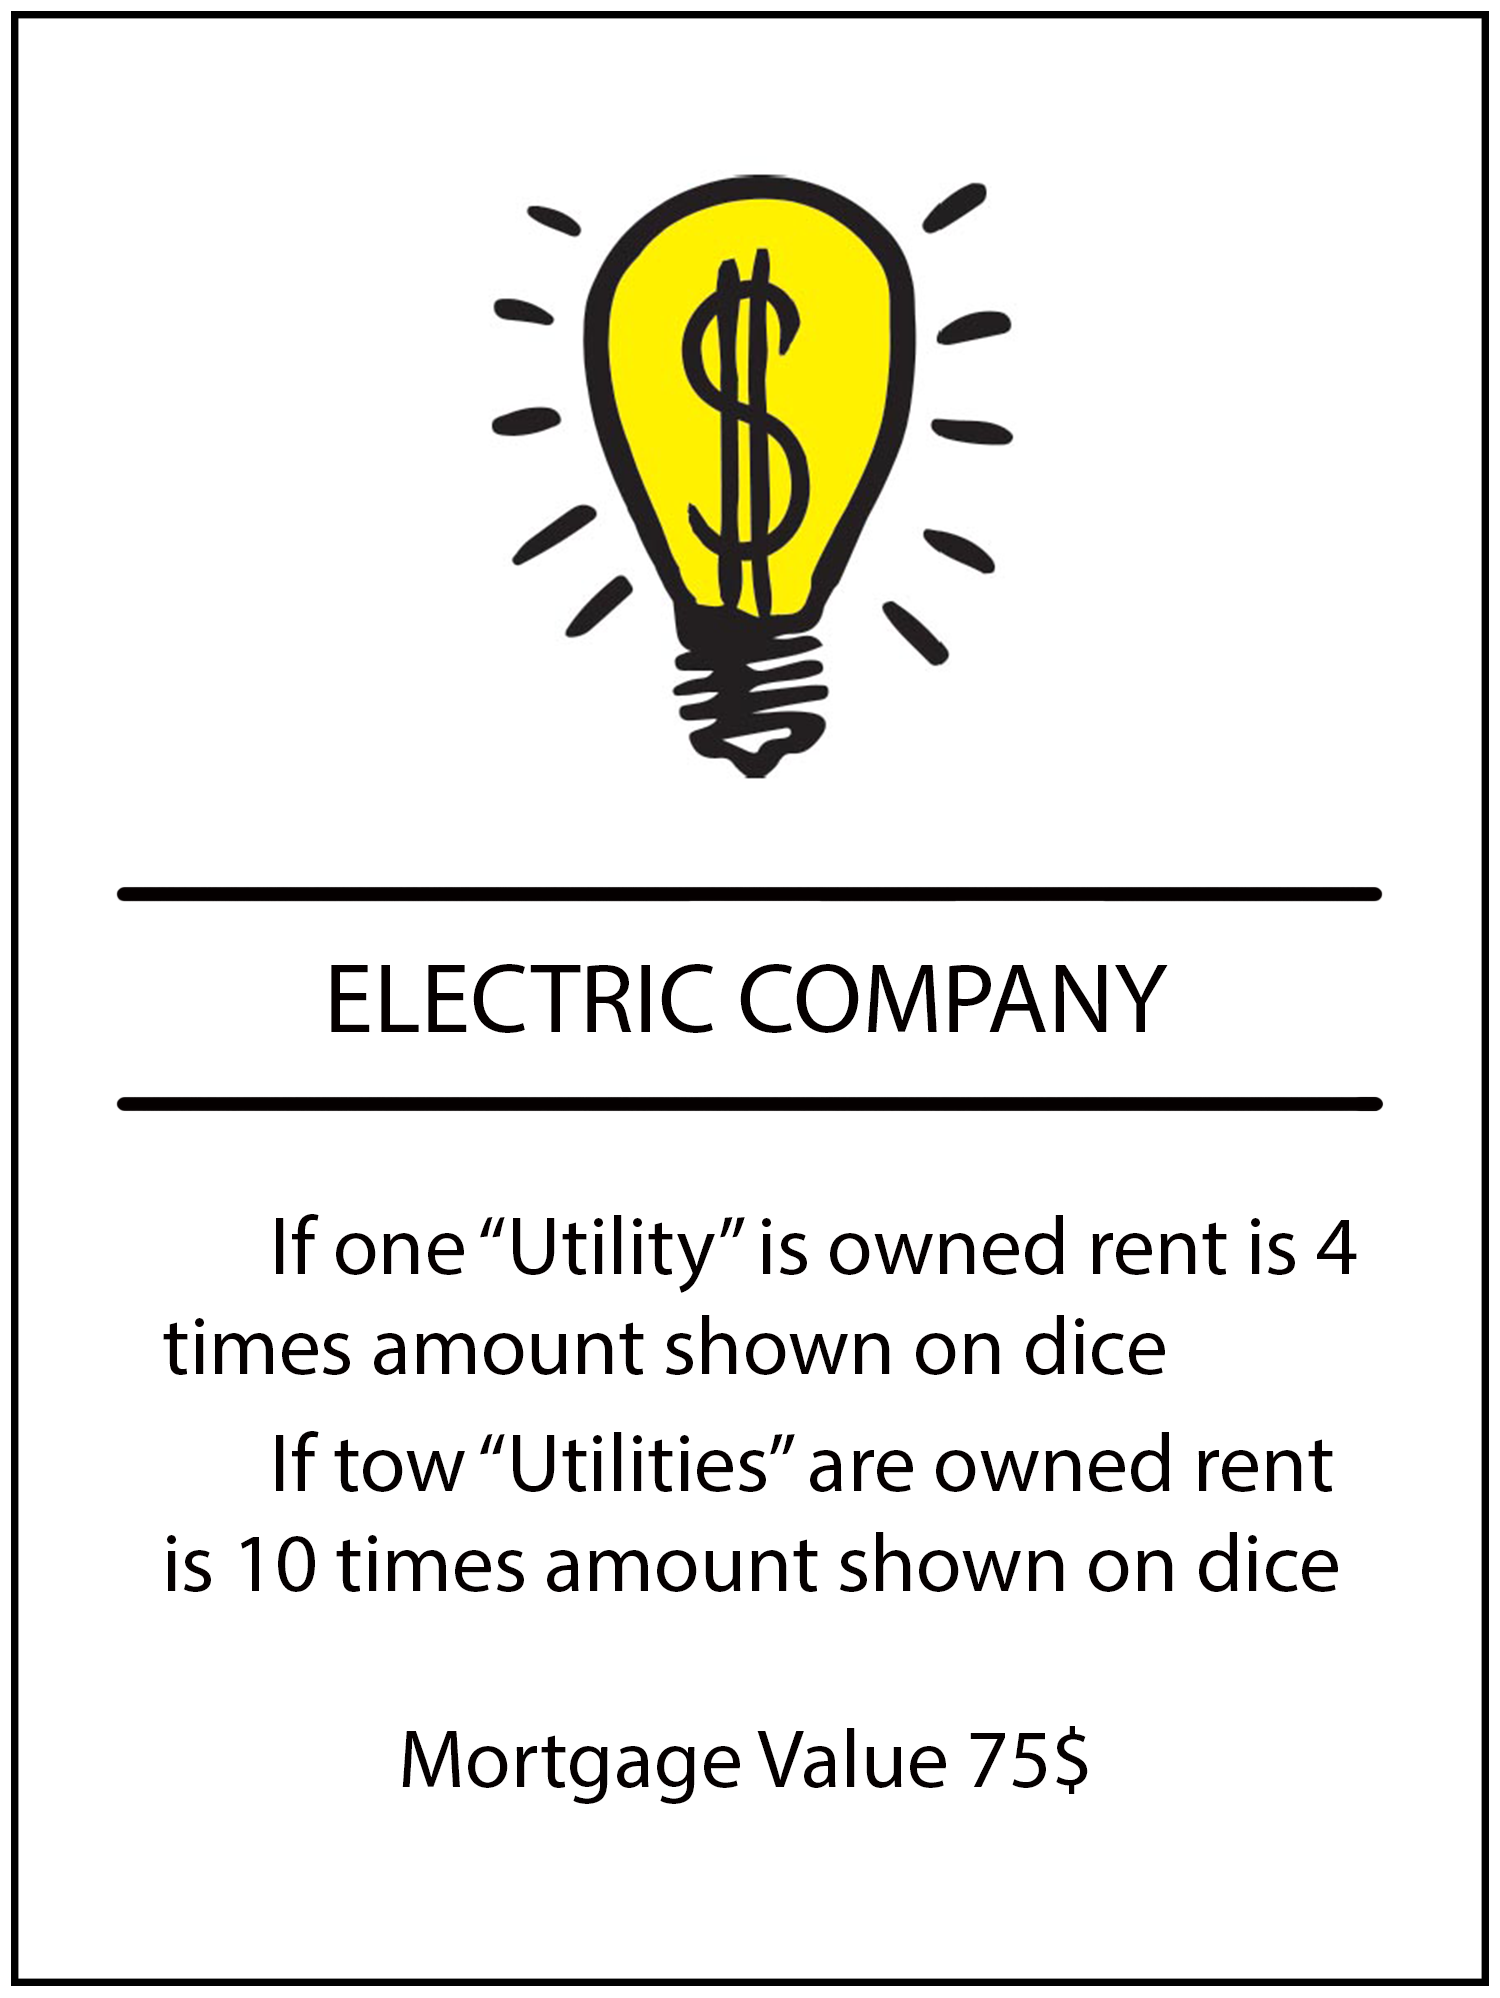 $
ELECTRIC COMPANY
If one “Utility” is owned rent is 4
times amount shown on dice
If tow “Utilities” are owned rent
is 10 times amount shown on dice
Mortgage Value 75$